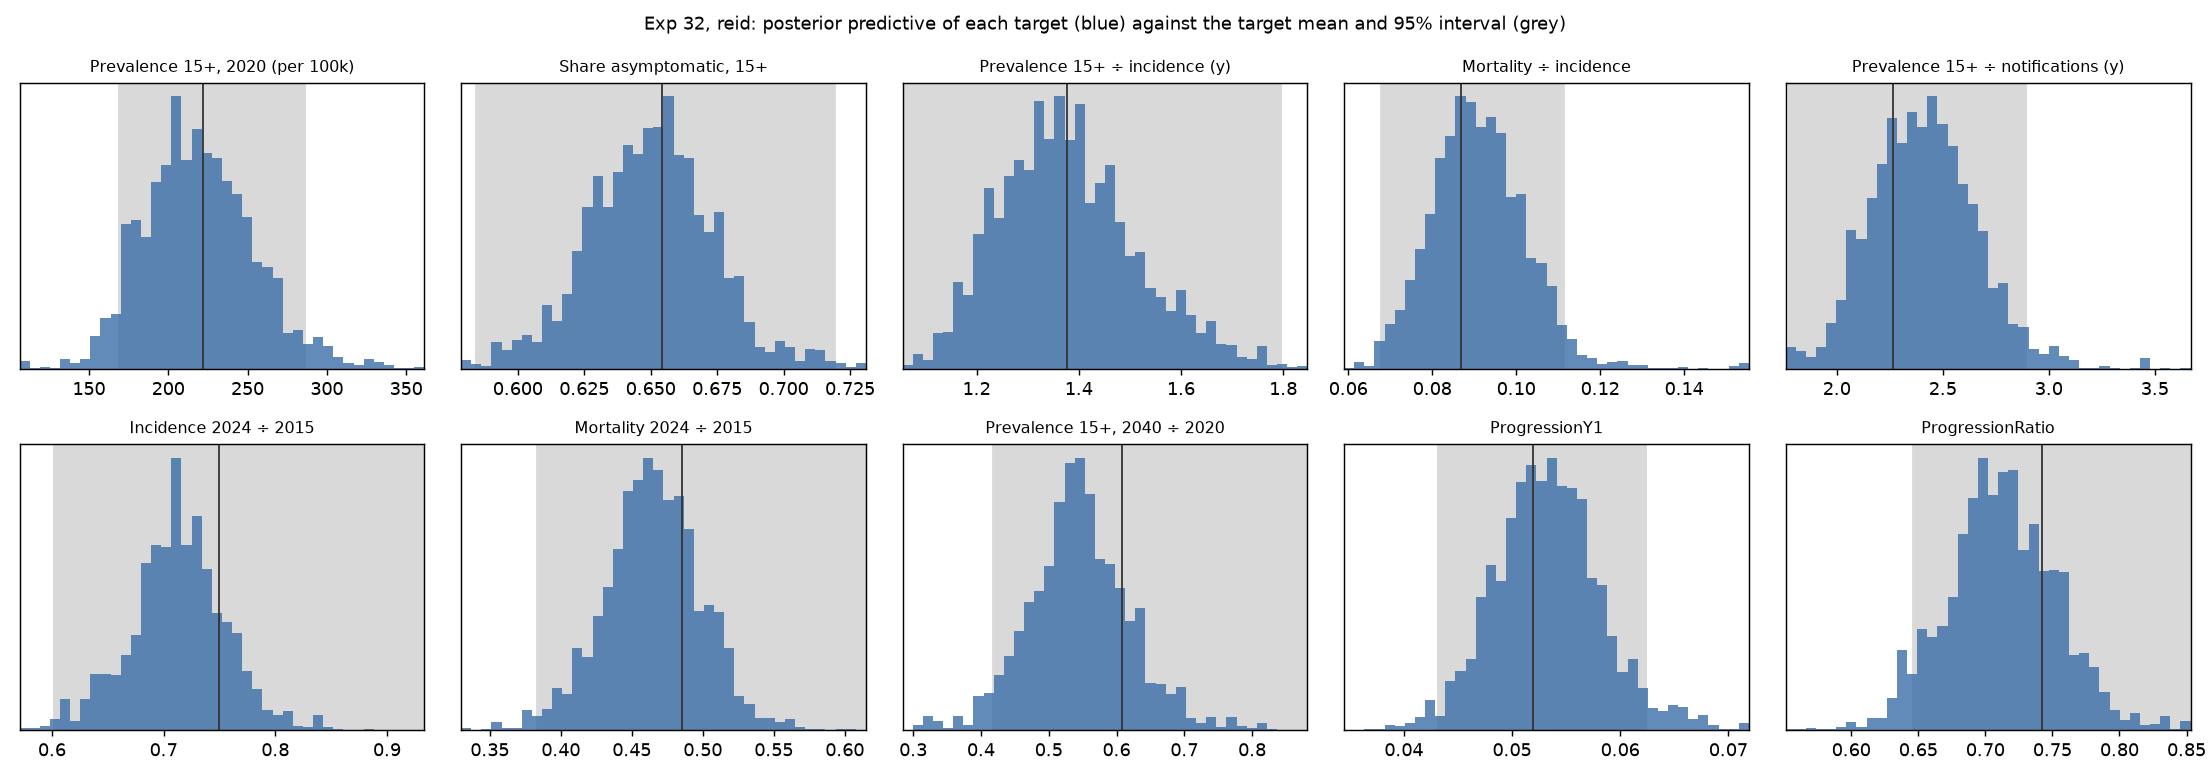 Exp 32, reid: posterior predictive of each target (blue) against the target mean and 95% interval (grey)
Prevalence 15+, 2020 (per 100k)
Share asymptomatic, 15+
Prevalence 15+ ÷ incidence (y)
Mortality ÷ incidence
Prevalence 15+ ÷ notifications (y)
150 200 250 300 350
0.600 0.625 0.650 0.675 0.700 0.725
1.2 1.4 1.6 1.8
0.06 0.08 0.10 0.12 0.14
2.0 2.5 3.0 3.5
Incidence 2024 ÷ 2015
Mortality 2024 ÷ 2015
Prevalence 15+, 2040 ÷ 2020
ProgressionY1
ProgressionRatio
0.6 0.7 0.8 0.9
0.35 0.40 0.45 0.50 0.55 0.60
0.3 0.4 0.5 0.6 0.7 0.8
0.04 0.05 0.06 0.07
0.60 0.65 0.70 0.75 0.80 0.85